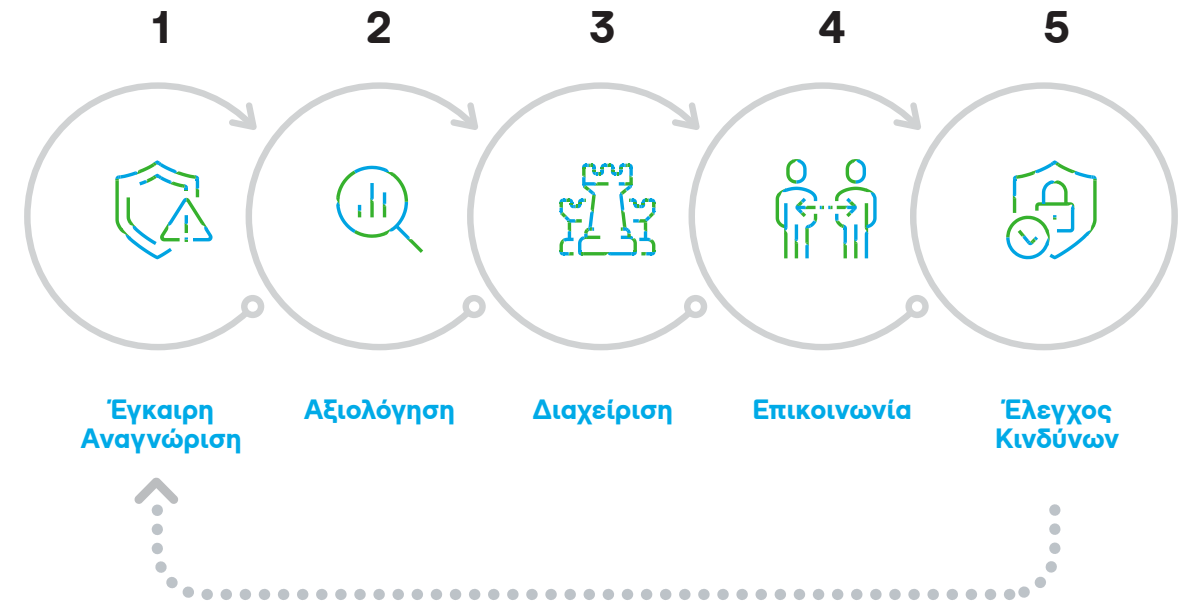 1
2
3
4
5
Έγκαιρη
Αναγνώριση
Αξιολόγηση
Διαχείριση
Επικοινωνία
Έλεγχος
Κινδύνων